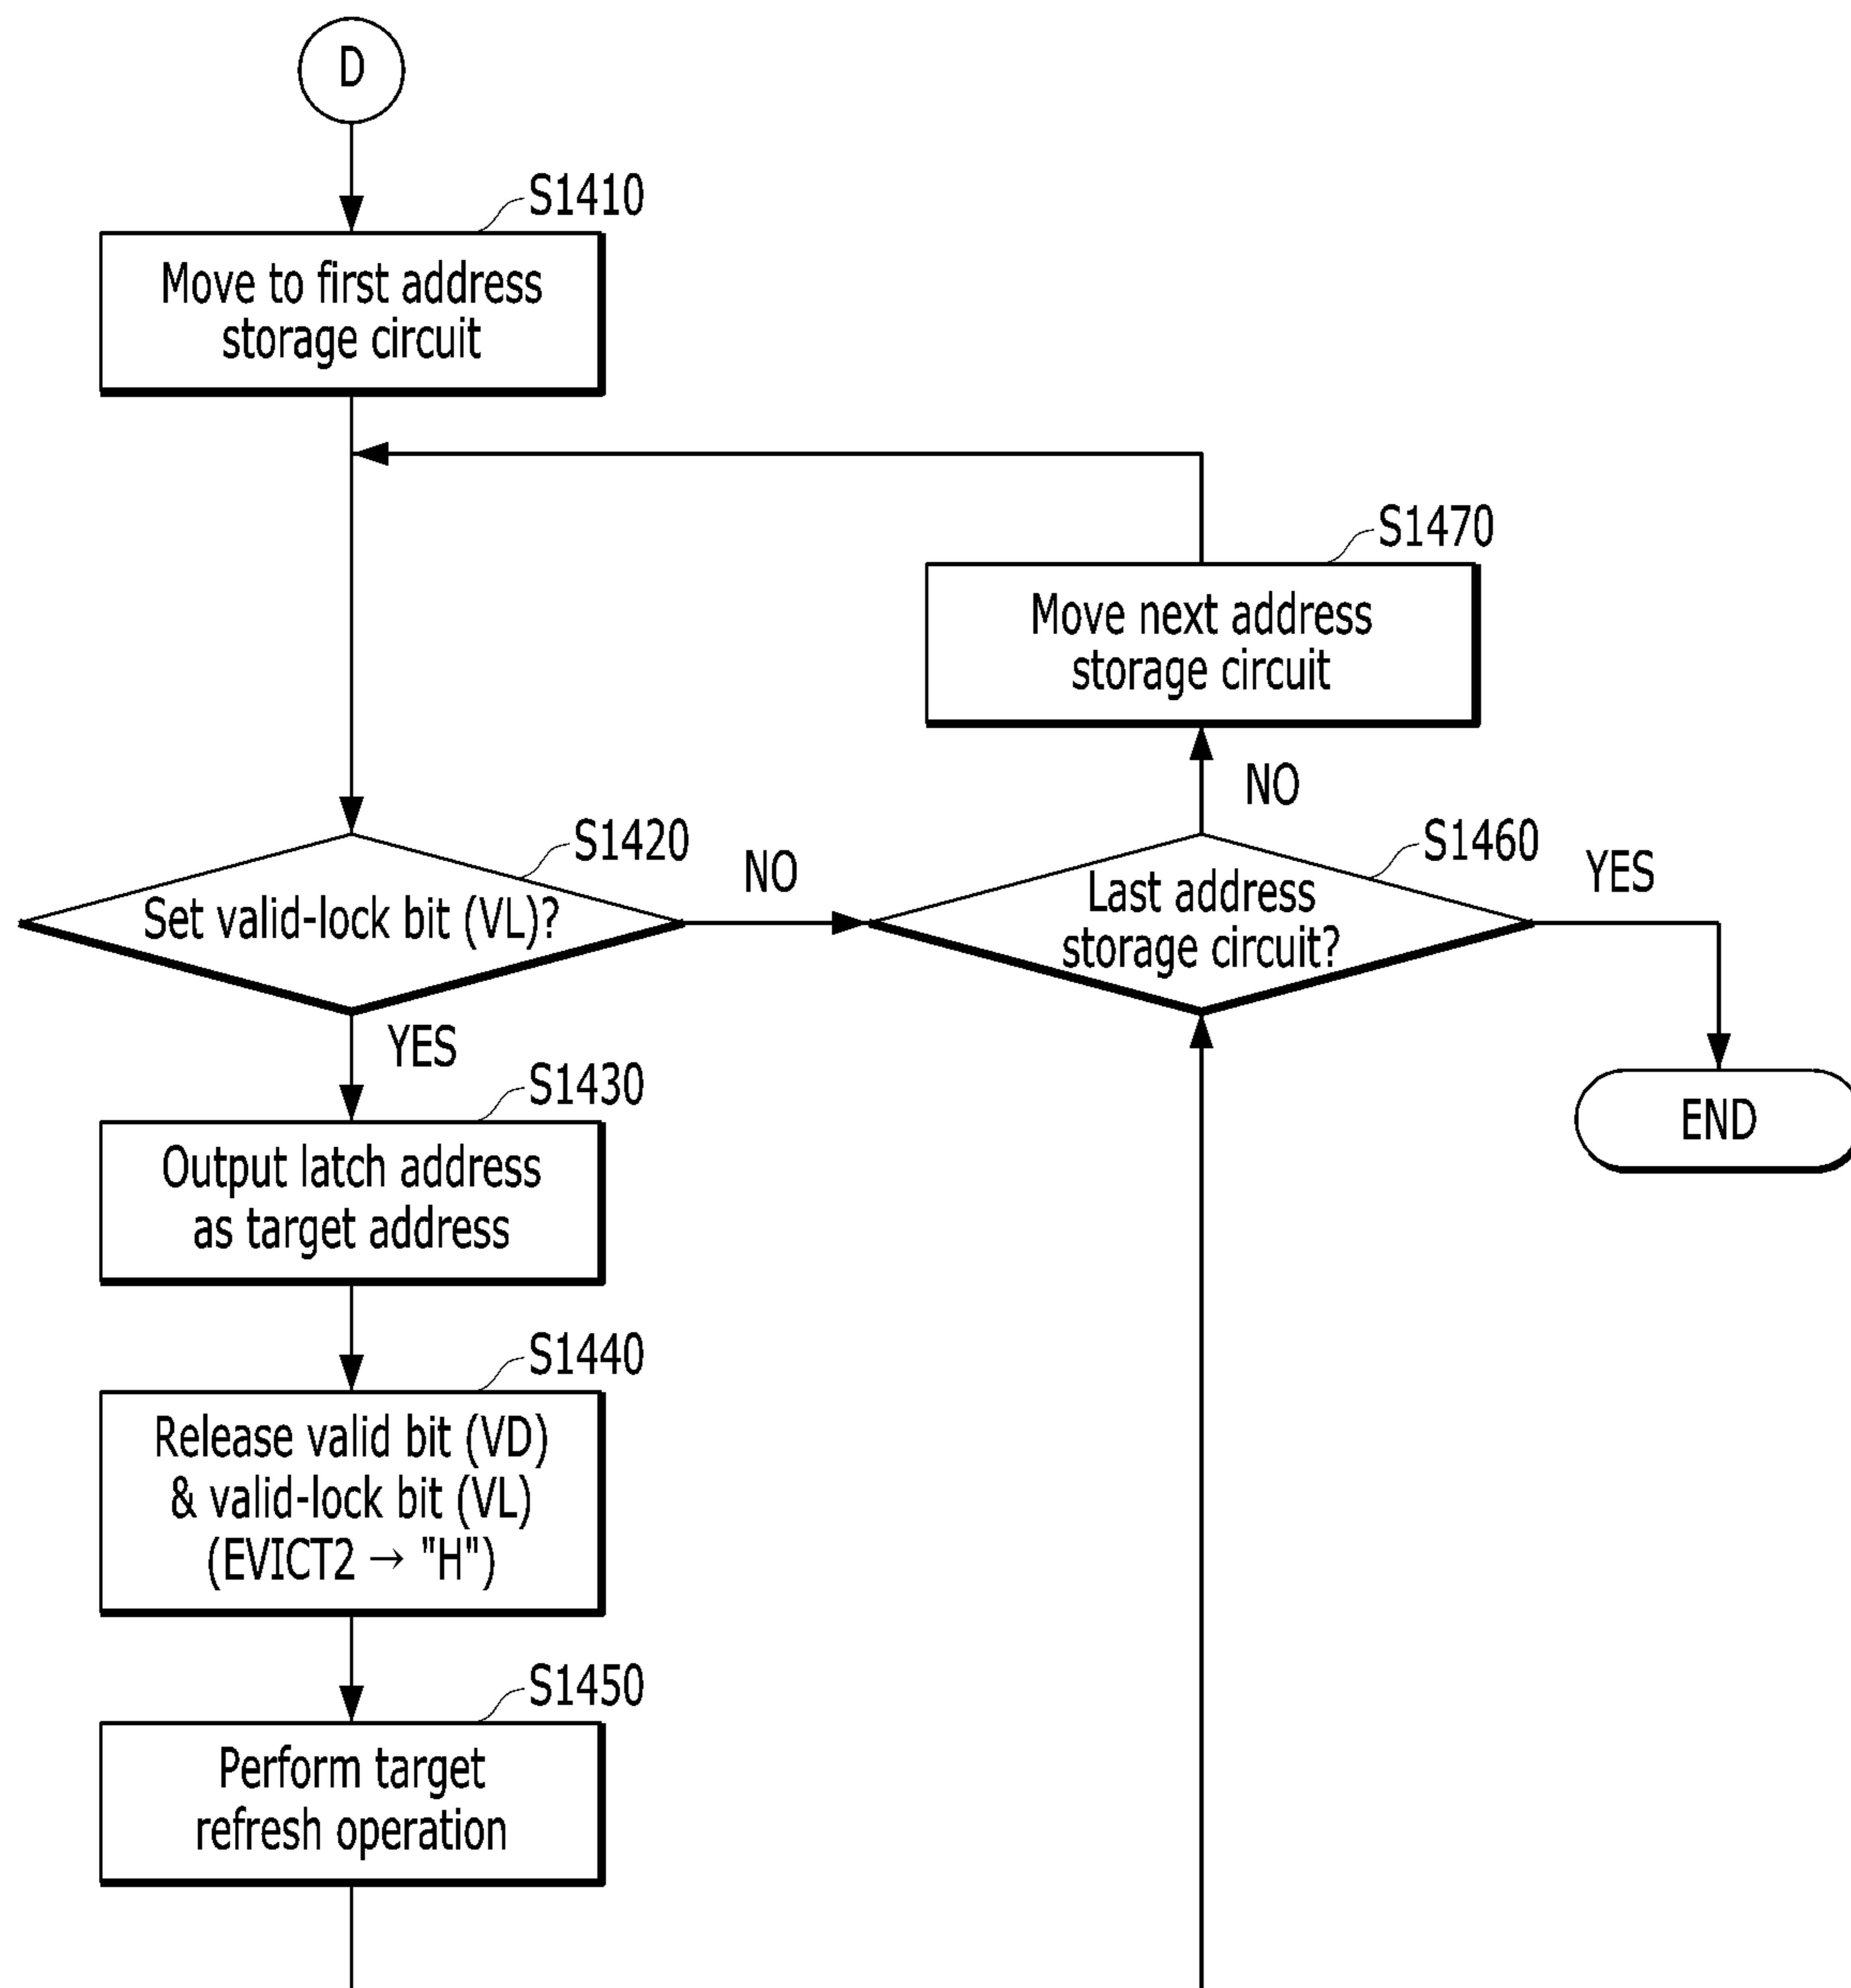 D
S1410
Move to first address
storage circuit
S1470
Move next address
storage circuit
NO
S1420
Set valid-lock bit (VL)?
NO
S1460
Last address
storage circuit?
YES
YES
S1430
Output latch address
as target address
END
S1440
Release valid bit (VD)
& valid-lock bit (VL)
(EVICT2 → "H")
S1450
Perform target
refresh operation